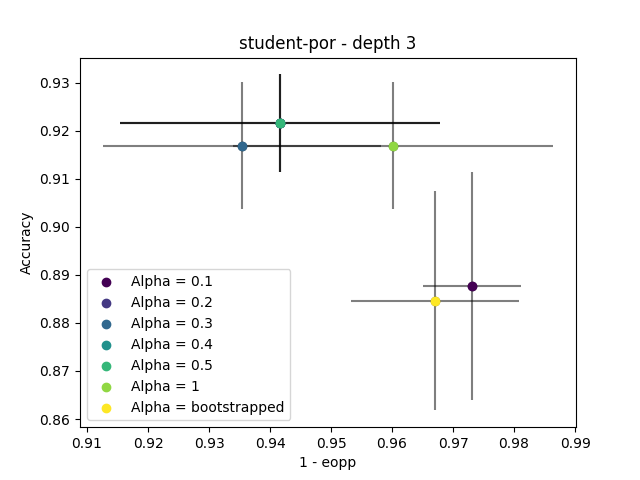 student-por - depth 3
0.93
0.92
0.91
0.90
0.89
0.88
0.87
0.86
Accuracy
Alpha = 0.1
Alpha = 0.2
Alpha = 0.3
Alpha = 0.4
Alpha = 0.5
Alpha = 1
Alpha = bootstrapped
0.91 0.92 0.93 0.94 0.95 0.96 0.97 0.98 0.99
1 - eopp